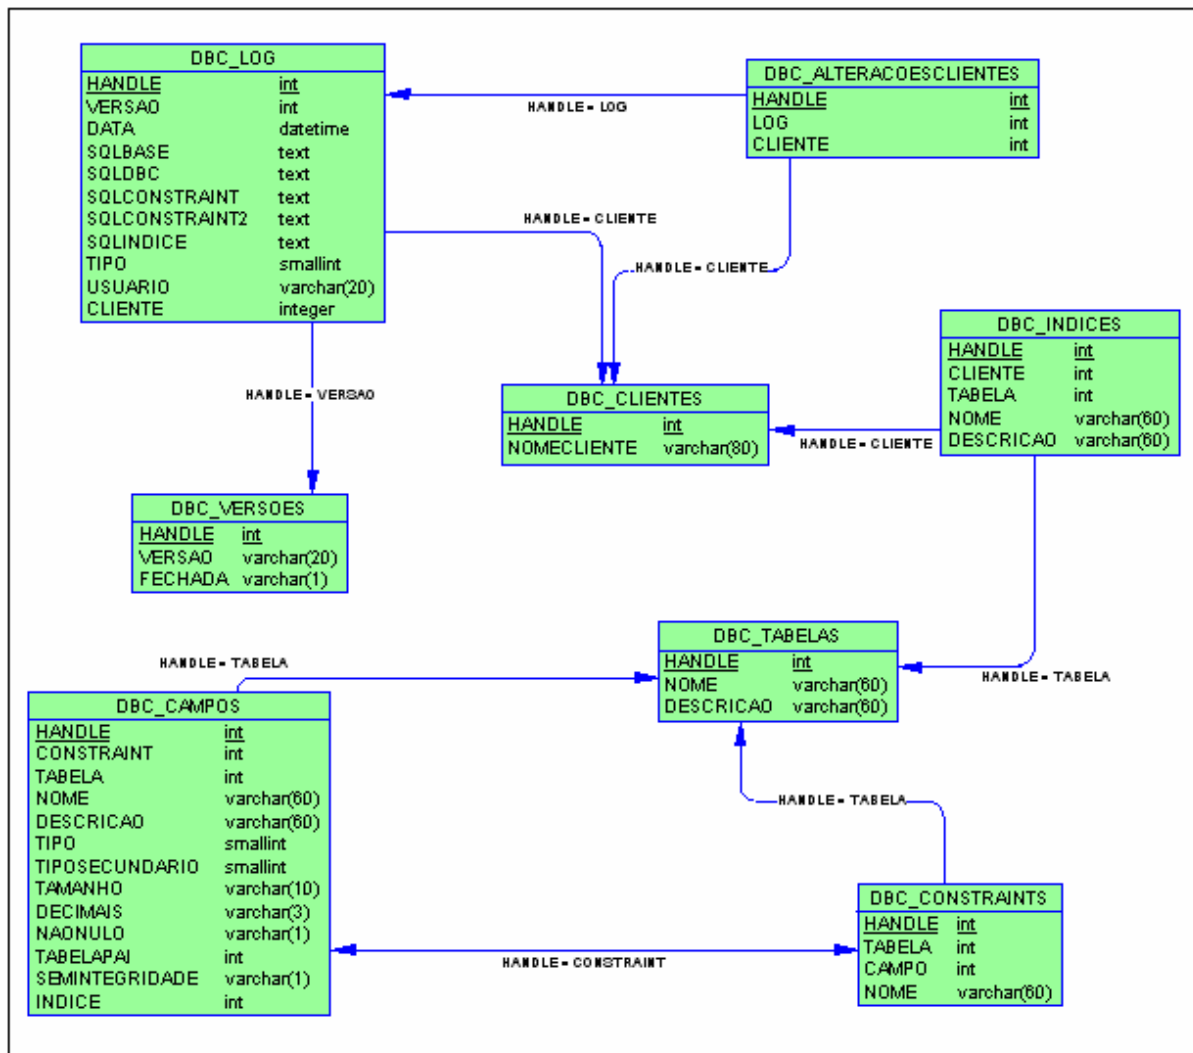 DBC_LOG
HANDLE int
VERSAO int
DATA datetime
SQLBASE text
SQLDBC text
SQLCONSTRAINT text
SQLCONSTRAINT2 text
SQLINDICE text
TIPO smallint
USUARIO varchar(20)
CLIENTE integer
DBC_ALTERACOESCLIENTES
HANDLE int
LOG int
CLIENTE int
HANDLE = LOG
HANDLE = CLIENTE
HANDLE = CLIENTE
DBC_INDICES
HANDLE int
CLIENTE int
TABELA int
NOME varchar(60)
DESCRICAO varchar(60)
HANDLE = VERSAO
DBC_CLIENTES
HANDLE int
NOMECLIENTE varchar(80)
HANDLE = CLIENTE
DBC_VERSOES
HANDLE int
VERSAO varchar(20)
FECHADA varchar(1)
DBC_TABELAS
HANDLE int
NOME varchar(60)
DESCRICAO varchar(60)
HANDLE = TABELA
HANDLE = TABELA
DBC_CAMPOS
HANDLE int
CONSTRAINT int
TABELA int
NOME varchar(60)
DESCRICAO varchar(60)
TIPO smallint
TIPOSECUNDARIO smallint
TAMANHO varchar(10)
DECIMAIS varchar(3)
NAONULO varchar(1)
TABELAPAI int
SEMINTEGRIDADE varchar(1)
INDICE int
HANDLE = TABELA
DBC_CONSTRAINTS
HANDLE int
TABELA int
CAMPO int
NOME varchar(60)
HANDLE = CONSTRAINT